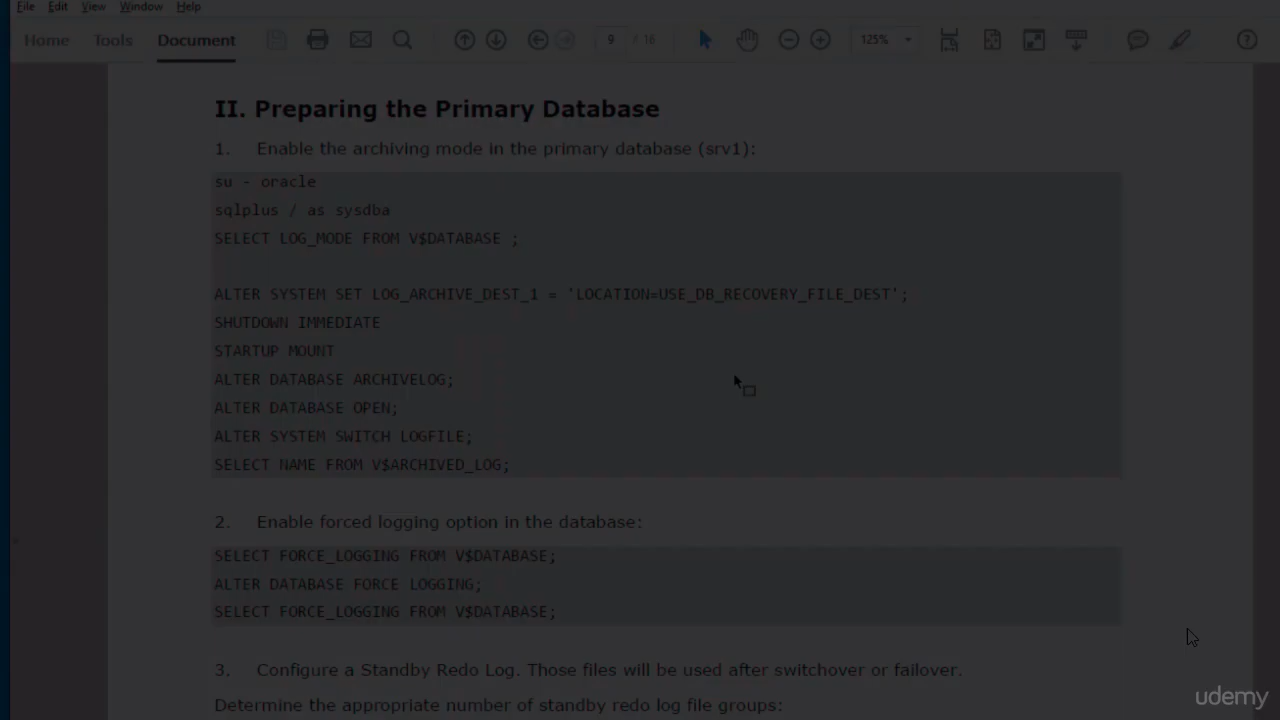 File Edit View Window Help
Home Tools Document 9 / 16 125%
II. Preparing the Primary Database
1. Enable the archiving mode in the primary database (srv1):
su - oracle
sqlplus / as sysdba
SELECT LOG_MODE FROM V$DATABASE ;
ALTER SYSTEM SET LOG_ARCHIVE_DEST_1 = 'LOCATION=USE_DB_RECOVERY_FILE_DEST';
SHUTDOWN IMMEDIATE
STARTUP MOUNT
ALTER DATABASE ARCHIVELOG;
ALTER DATABASE OPEN;
ALTER SYSTEM SWITCH LOGFILE;
SELECT NAME FROM V$ARCHIVED_LOG;
2. Enable forced logging option in the database:
SELECT FORCE_LOGGING FROM V$DATABASE;
ALTER DATABASE FORCE LOGGING;
SELECT FORCE_LOGGING FROM V$DATABASE;
3. Configure a Standby Redo Log. Those files will be used after switchover or failover.
Determine the appropriate number of standby redo log file groups:
udemy